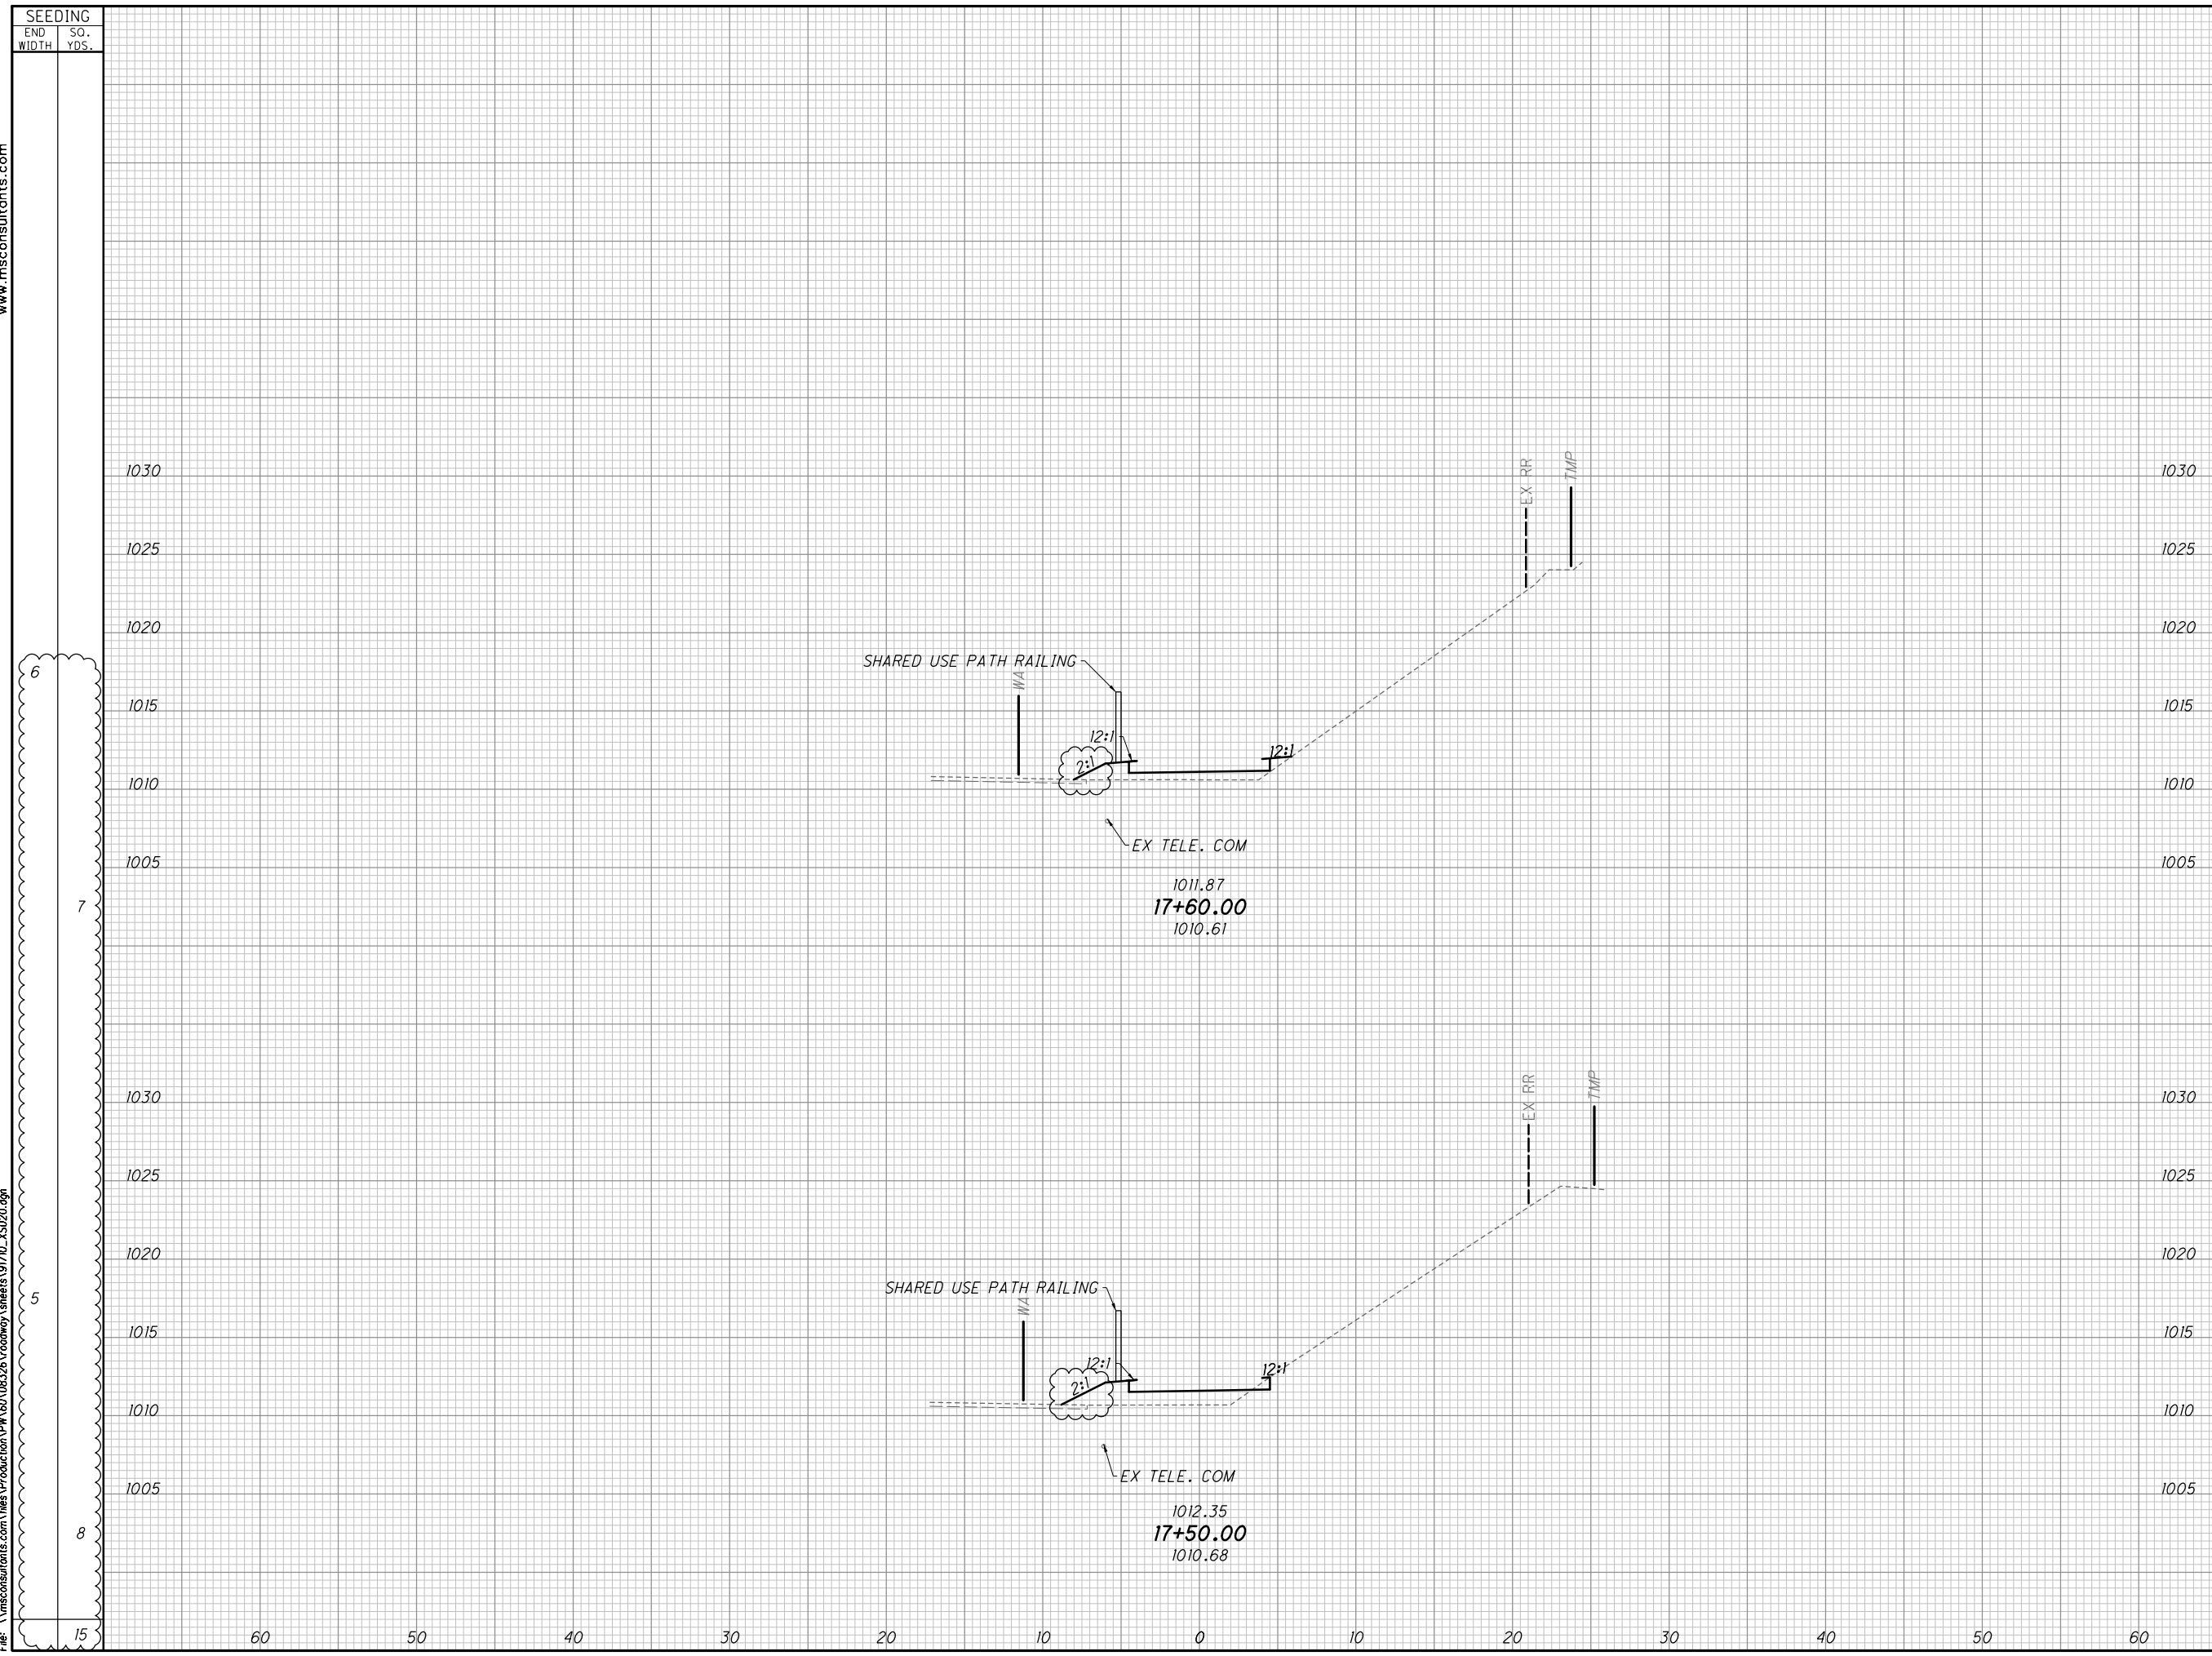 SEEDING
END WIDTH
SQ. YDS.
www.msconsultants.com
1030 EX RR TMP 1030
1025 1025
1020 1020
SHARED USE PATH RAILING
6 WA
1015 1015
12:1 12:1
2:1
1010 1010
EX TELE. COM
1005 1005
1011.87
7 17+60.00
1010.61
1030 EX RR TMP 1030
1025 1025
1020 1020
SHARED USE PATH RAILING
5 WA
1015 1015
12:1 12:1
2:1
1010 1010
EX TELE. COM
1005 1005
1012.35
8 17+50.00
1010.68
15 60 50 40 30 20 10 0 10 20 30 40 50 60